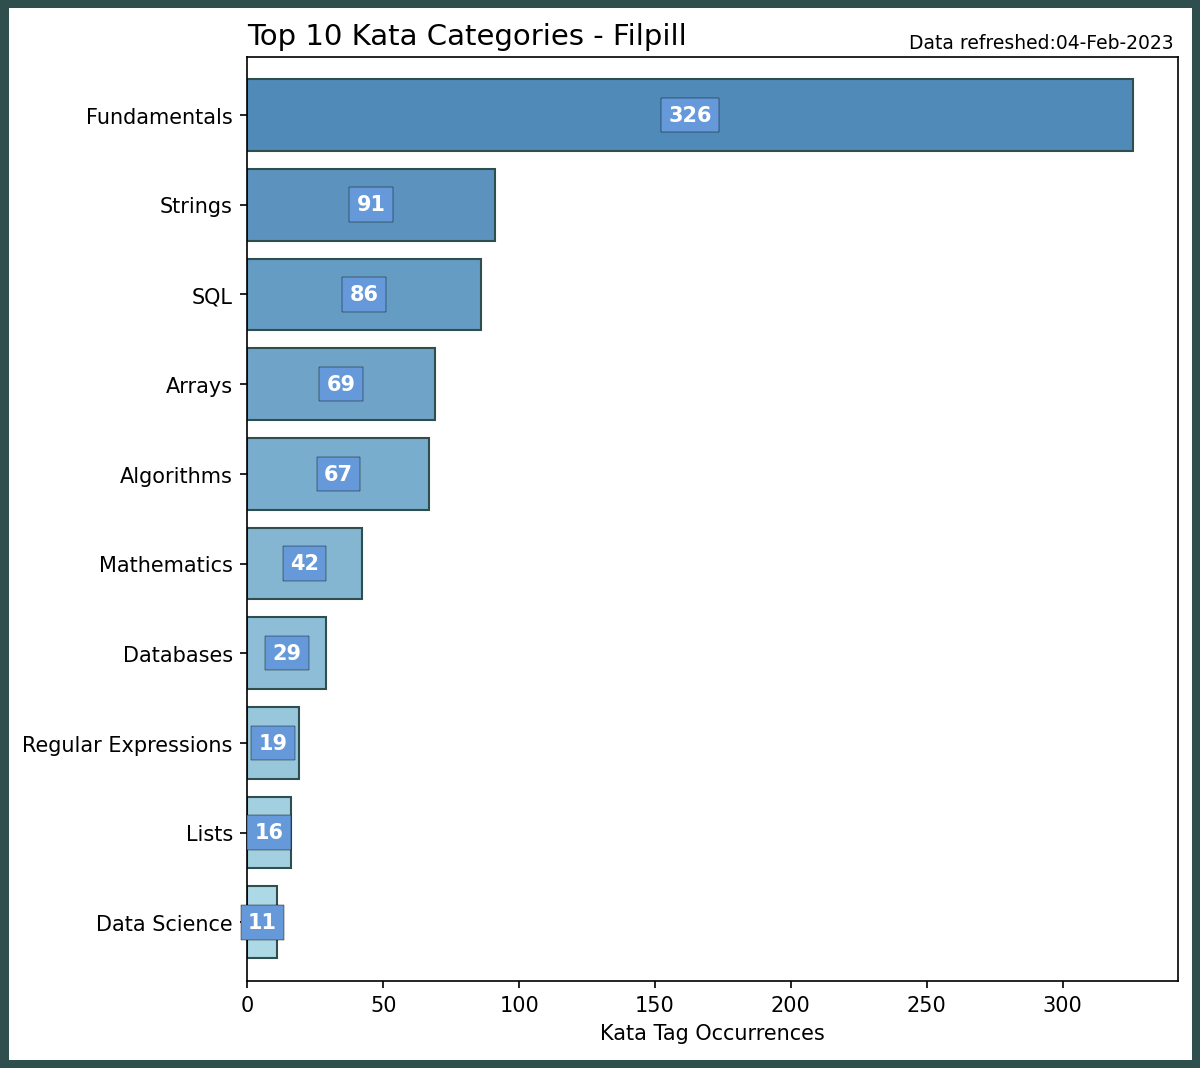 Top 10 Kata Categories - Filpill
Data refreshed:04-Feb-2023
Fundamentals 326
Strings 91
SQL 86
Arrays 69
Algorithms 67
Mathematics 42
Databases 29
Regular Expressions 19
Lists 16
Data Science 11
0 50 100 150 200 250 300
Kata Tag Occurrences